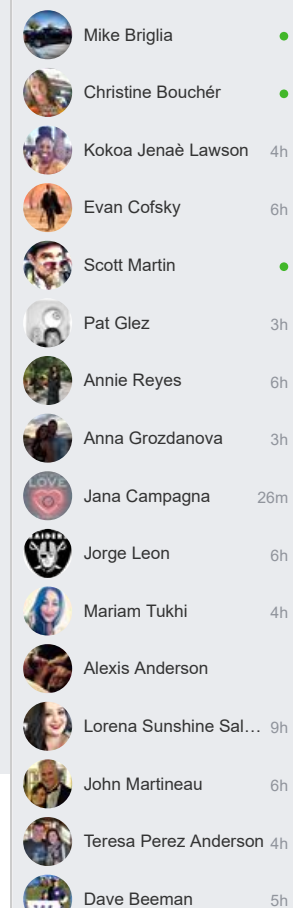 Mike Briglia
Christine Bouchér
Kokoa Jenaè Lawson 4h
Evan Cofsky 6h
Scott Martin
Pat Glez 3h
Annie Reyes 6h
Anna Grozdanova 3h
LOVE
Jana Campagna 26m
RAIDERS
Jorge Leon 6h
Mariam Tukhi 4h
Alexis Anderson
Lorena Sunshine Sal... 9h
John Martineau 6h
Teresa Perez Anderson 4h
Dave Beeman 5h